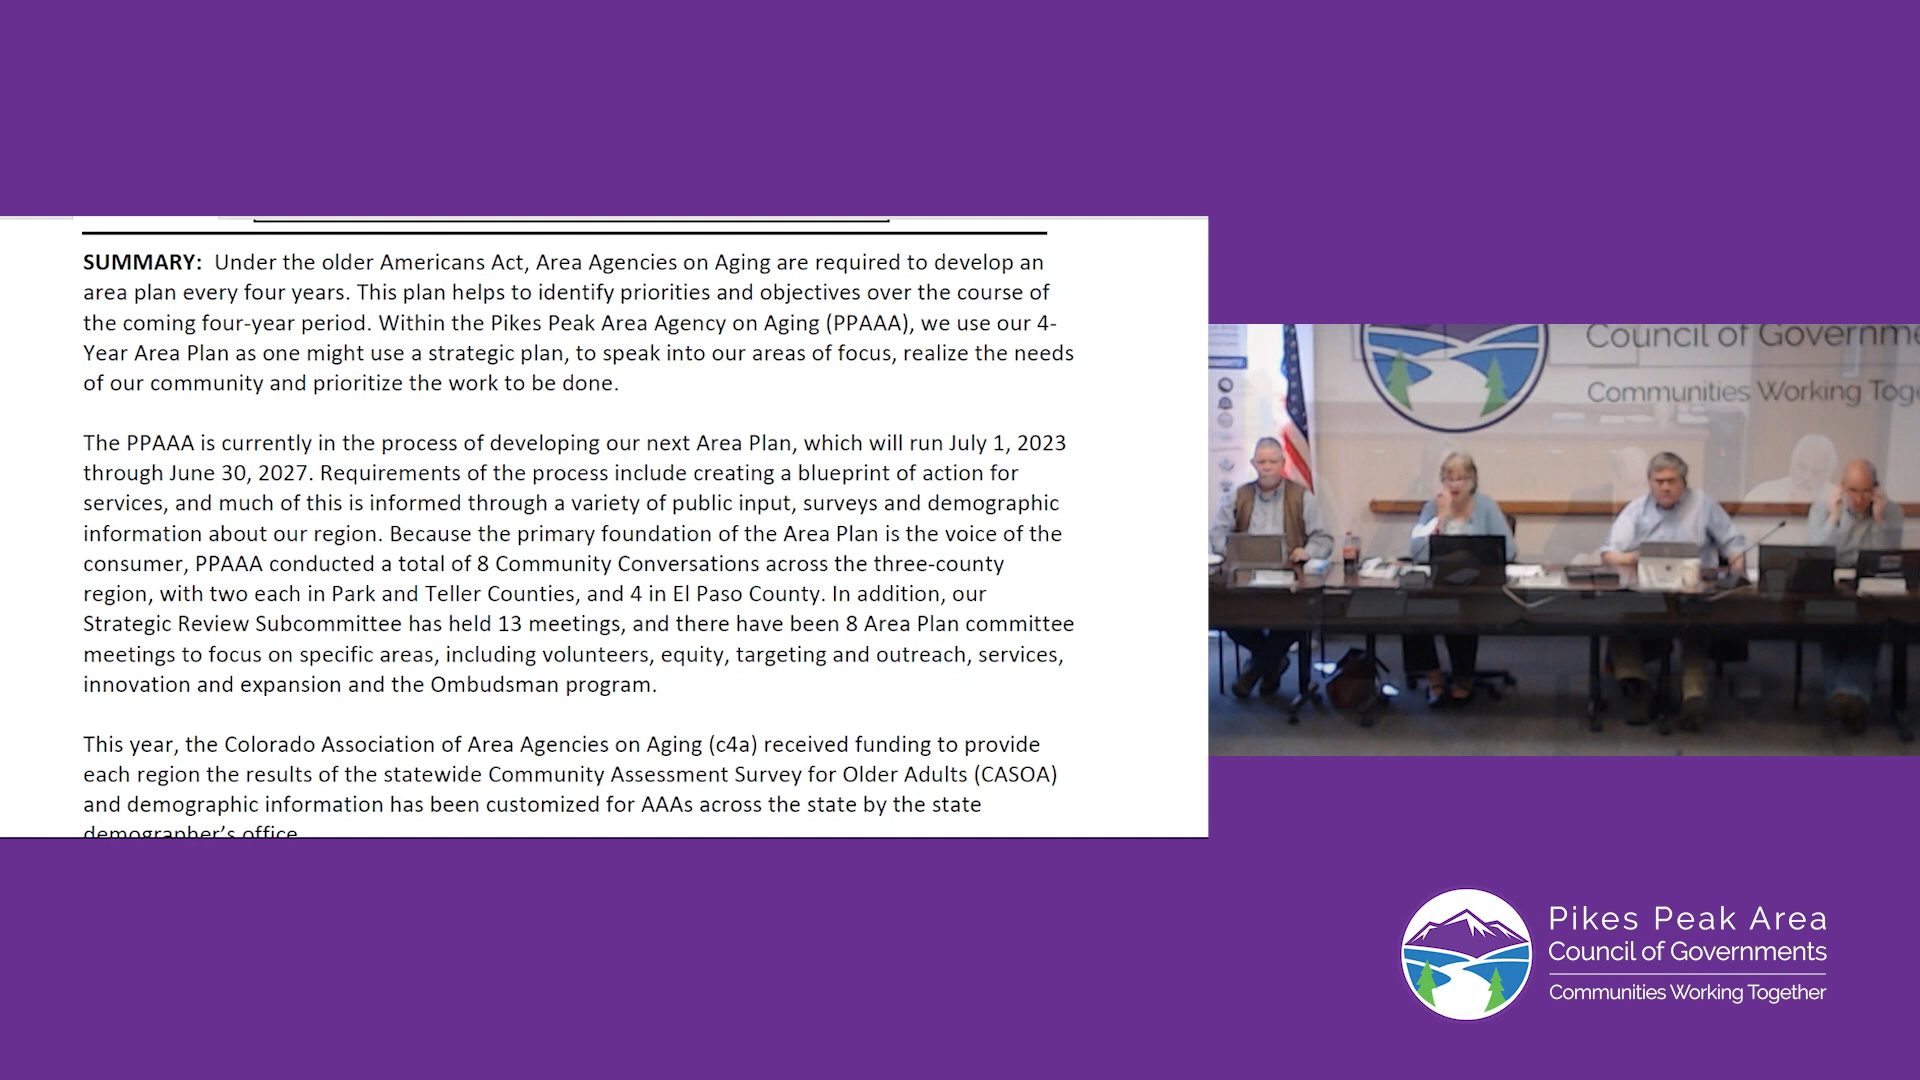 SUMMARY: Under the older Americans Act, Area Agencies on Aging are required to develop an
area plan every four years. This plan helps to identify priorities and objectives over the course of
the coming four-year period. Within the Pikes Peak Area Agency on Aging (PPAAA), we use our 4-
Year Area Plan as one might use a strategic plan, to speak into our areas of focus, realize the needs
of our community and prioritize the work to be done.
The PPAAA is currently in the process of developing our next Area Plan, which will run July 1, 2023
through June 30, 2027. Requirements of the process include creating a blueprint of action for
services, and much of this is informed through a variety of public input, surveys and demographic
information about our region. Because the primary foundation of the Area Plan is the voice of the
consumer, PPAAA conducted a total of 8 Community Conversations across the three-county
region, with two each in Park and Teller Counties, and 4 in El Paso County. In addition, our
Strategic Review Subcommittee has held 13 meetings, and there have been 8 Area Plan committee
meetings to focus on specific areas, including volunteers, equity, targeting and outreach, services,
innovation and expansion and the Ombudsman program.
This year, the Colorado Association of Area Agencies on Aging (c4a) received funding to provide
each region the results of the statewide Community Assessment Survey for Older Adults (CASOA)
and demographic information has been customized for AAAs across the state by the state
demographer's office
Council of Governme
Communities Working Toge
Pikes Peak Area
Council of Governments
Communities Working Together